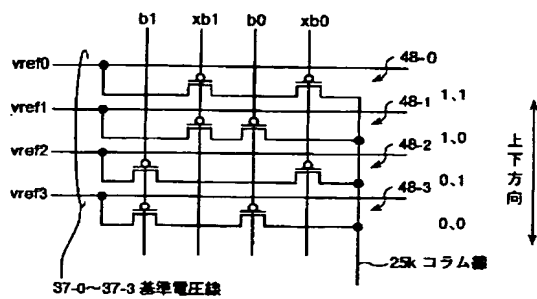 b1 xb1 b0 xb0
vref0 48-0
1、1
vref1 48-1
1、0
vref2 48-2
0、1
vref3 48-3
0、0
上下方向
25k コラム線
37-0～37-3 基準電圧線